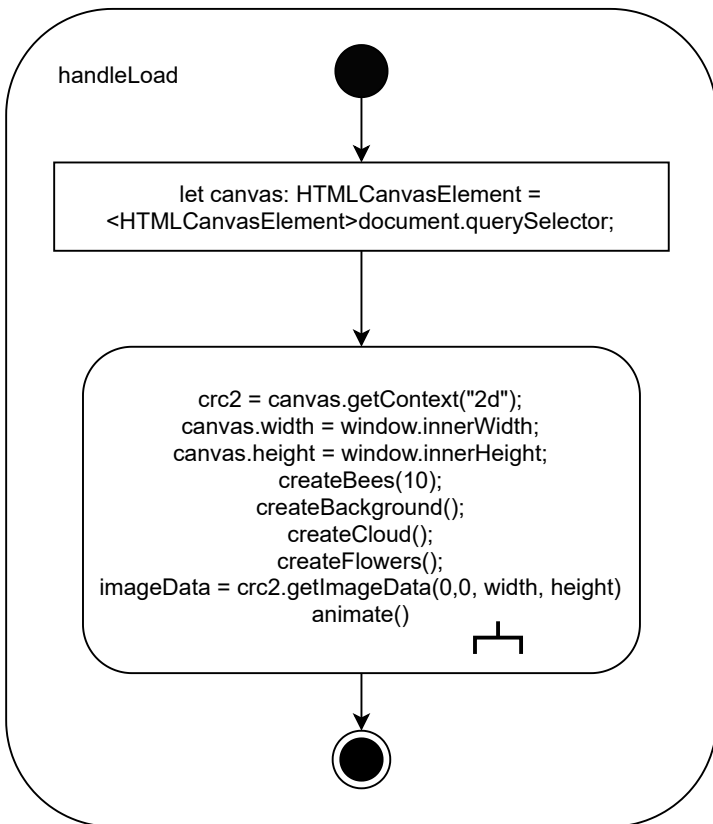 handleLoad
let canvas: HTMLCanvasElement =
<HTMLCanvasElement>document.querySelector;
crc2 = canvas.getContext("2d");
canvas.width = window.innerWidth;
canvas.height = window.innerHeight;
createBees(10);
createBackground();
createCloud();
createFlowers();
imageData = crc2.getImageData(0,0, width, height)
animate()